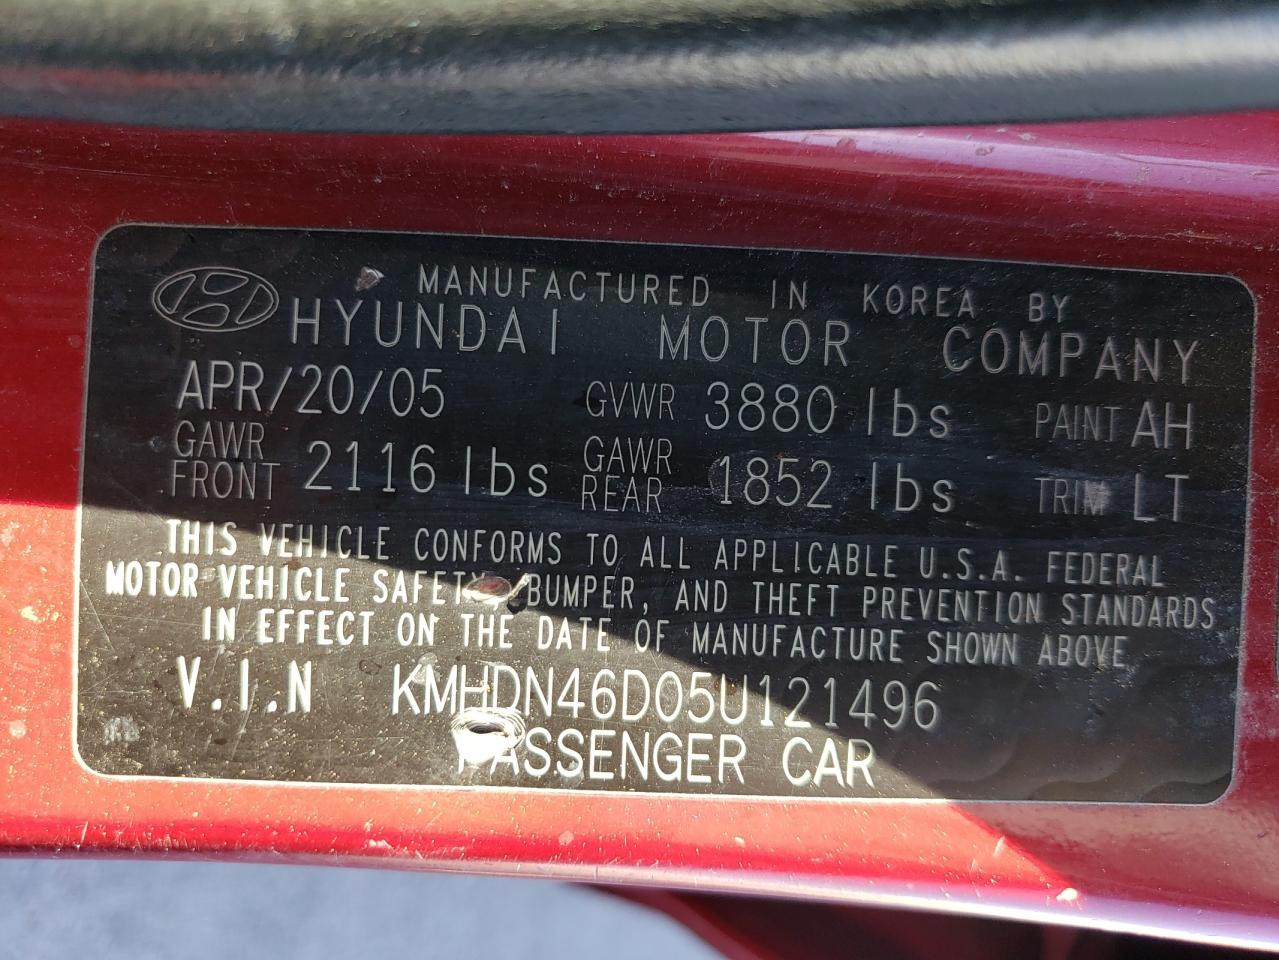 MANUFACTURED IN KOREA BY
HYUNDAI MOTOR COMPANY
APR/20/05 GVWR 3880 lbs PAINT AH
GAWR FRONT 2116 lbs GAWR REAR 1852 lbs TRIM LT
THIS VEHICLE CONFORMS TO ALL APPLICABLE U.S.A. FEDERAL
MOTOR VEHICLE SAFETY, BUMPER, AND THEFT PREVENTION STANDARDS
IN EFFECT ON THE DATE OF MANUFACTURE SHOWN ABOVE
V.I.N KMHDN46D05U121496
PASSENGER CAR